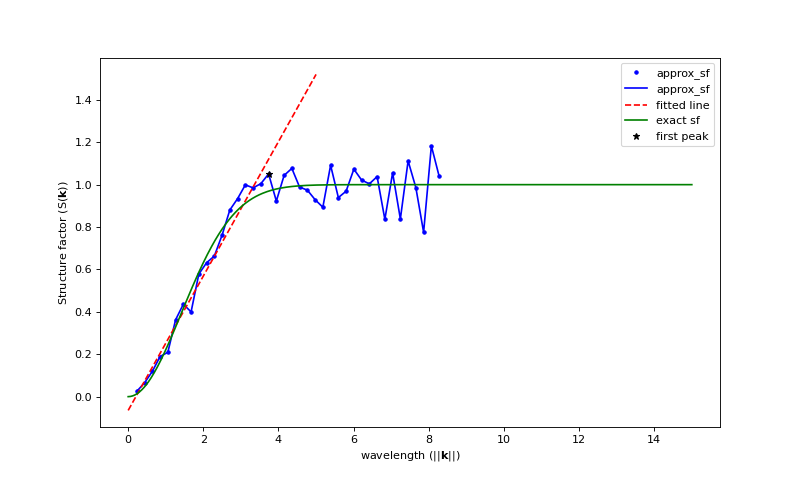 approx_sf
approx_sf
fitted line
exact sf
first peak
1.4
1.2
1.0
0.8
0.6
0.4
0.2
0.0
Structure factor (S(k))
0 2 4 6 8 10 12 14
wavelength (||k||)